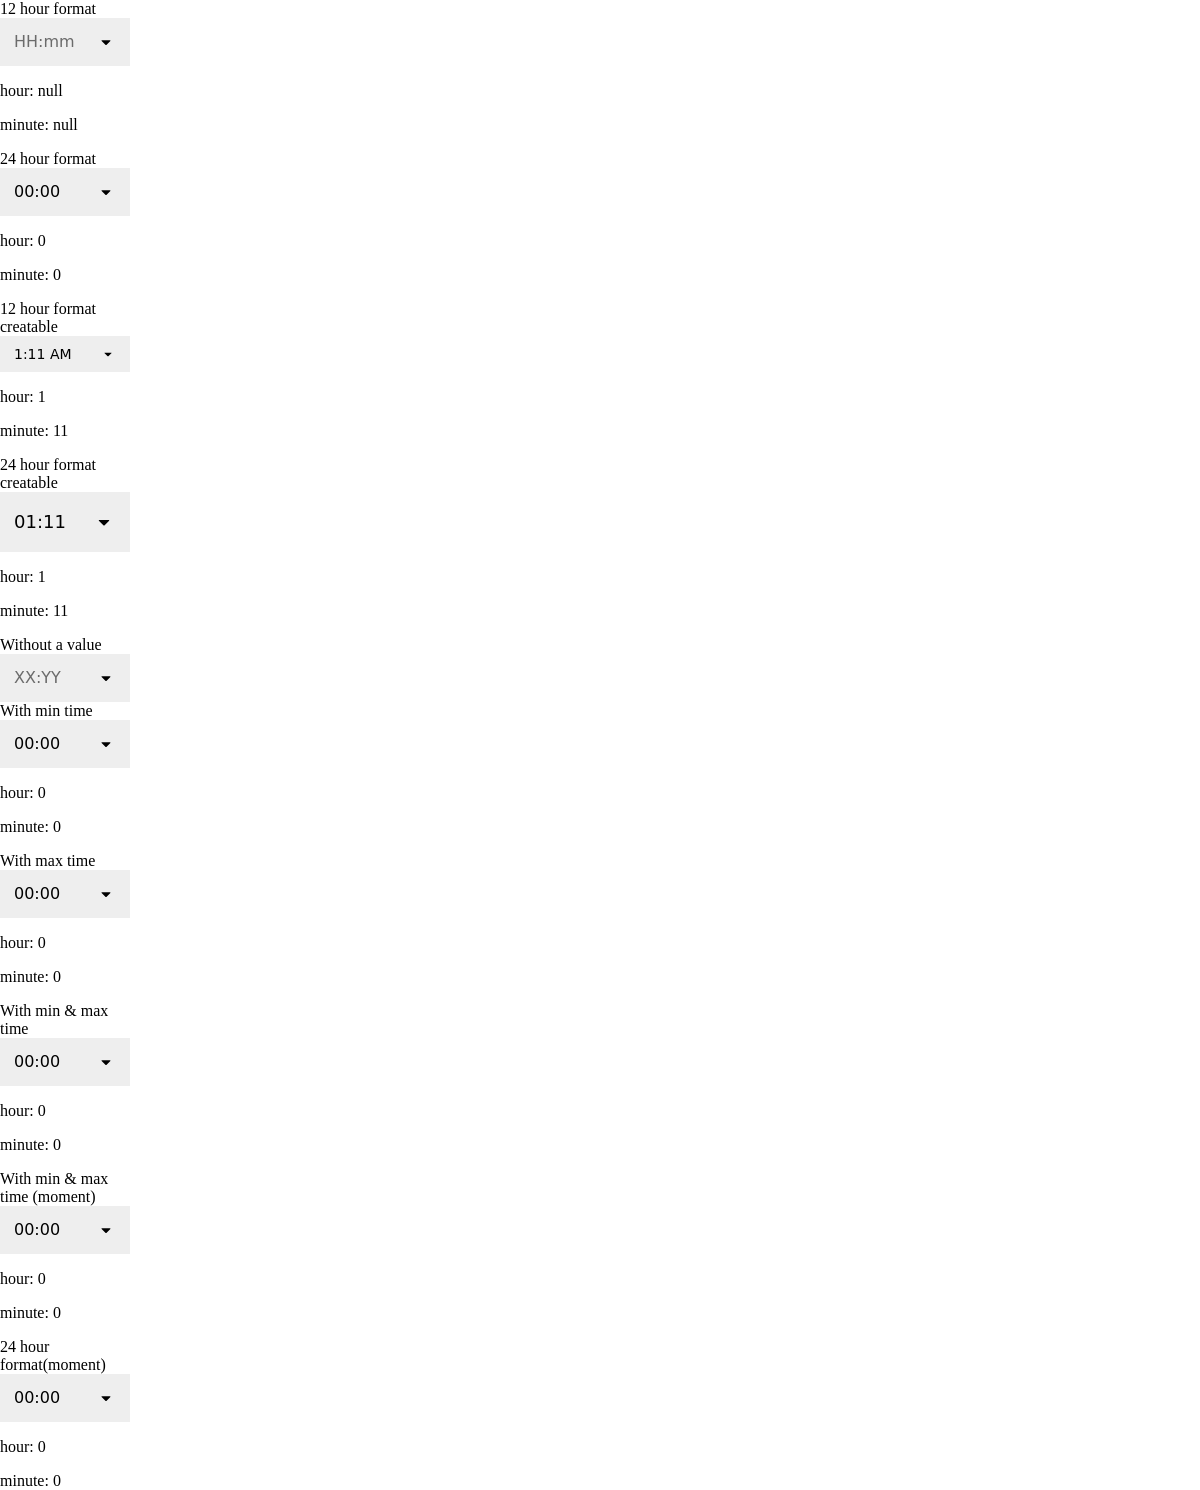 12 hour format
HH:mm
hour: null
minute: null
24 hour format
00:00
hour: 0
minute: 0
12 hour format
creatable
1:11 AM
hour: 1
minute: 11
24 hour format
creatable
01:11
hour: 1
minute: 11
Without a value
XX:YY
With min time
00:00
hour: 0
minute: 0
With max time
00:00
hour: 0
minute: 0
With min & max
time
00:00
hour: 0
minute: 0
With min & max
time (moment)
00:00
hour: 0
minute: 0
24 hour
format(moment)
00:00
hour: 0
minute: 0